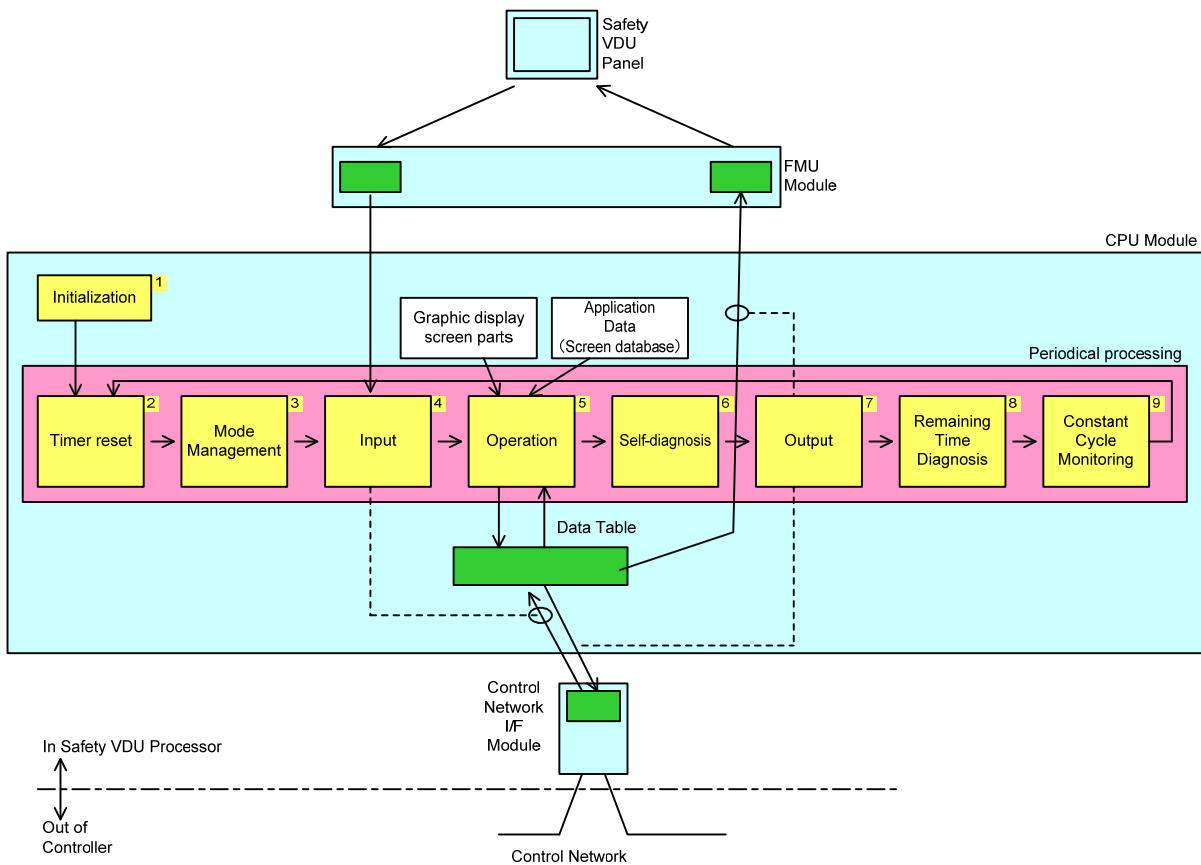 Safety
VDU
Panel
FMU
Module
CPU Module
Initialization
1
Graphic display
screen parts
Application
Data
(Screen database)
Periodical processing
Timer reset
2
Mode
Management
3
Input
4
Operation
5
Self-diagnosis
6
Output
7
Remaining
Time
Diagnosis
8
Constant
Cycle
Monitoring
9
Data Table
Control
Network
I/F
Module
In Safety VDU Processor
Out of
Controller
Control Network